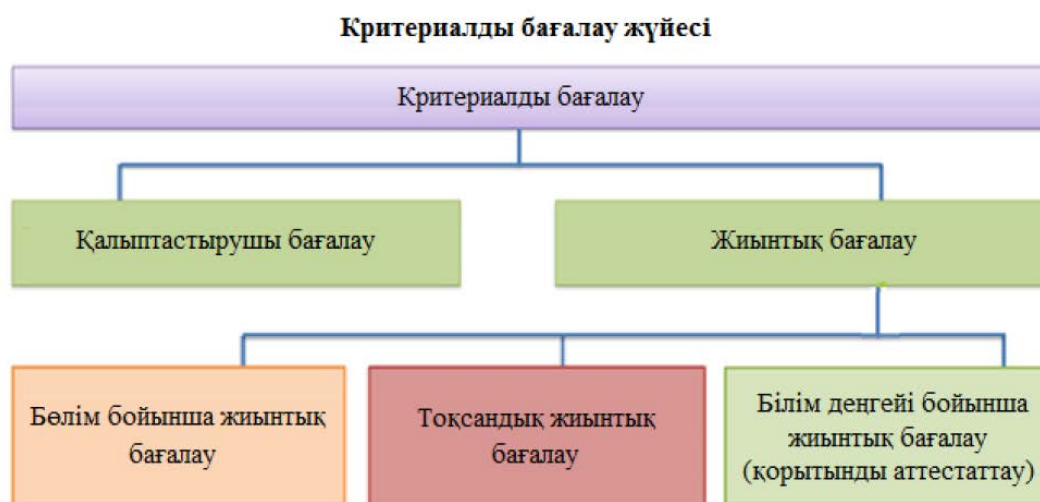 Критериалды бағалау жүйесі
Критериалды бағалау
Қалыптастырушы бағалау
Жиынтық бағалау
Бөлім бойынша жиынтық
бағалау
Тоқсандық жиынтық
бағалау
Білім деңгейі бойынша
жиынтық бағалау
(қорытынды аттестаттау)